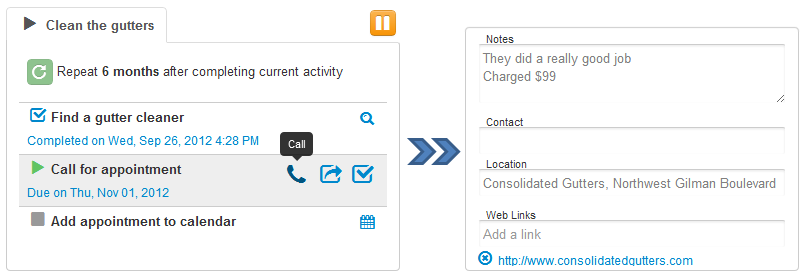 Clean the gutters
Repeat 6 months after completing current activity
Find a gutter cleaner
Completed on Wed, Sep 26, 2012 4:28 PM
Call
Call for appointment
Due on Thu, Nov 01, 2012
Add appointment to calendar
Notes
They did a really good job
Charged $99
Contact
Location
Consolidated Gutters, Northwest Gilman Boulevard
Web Links
Add a link
http://www.consolidatedgutters.com